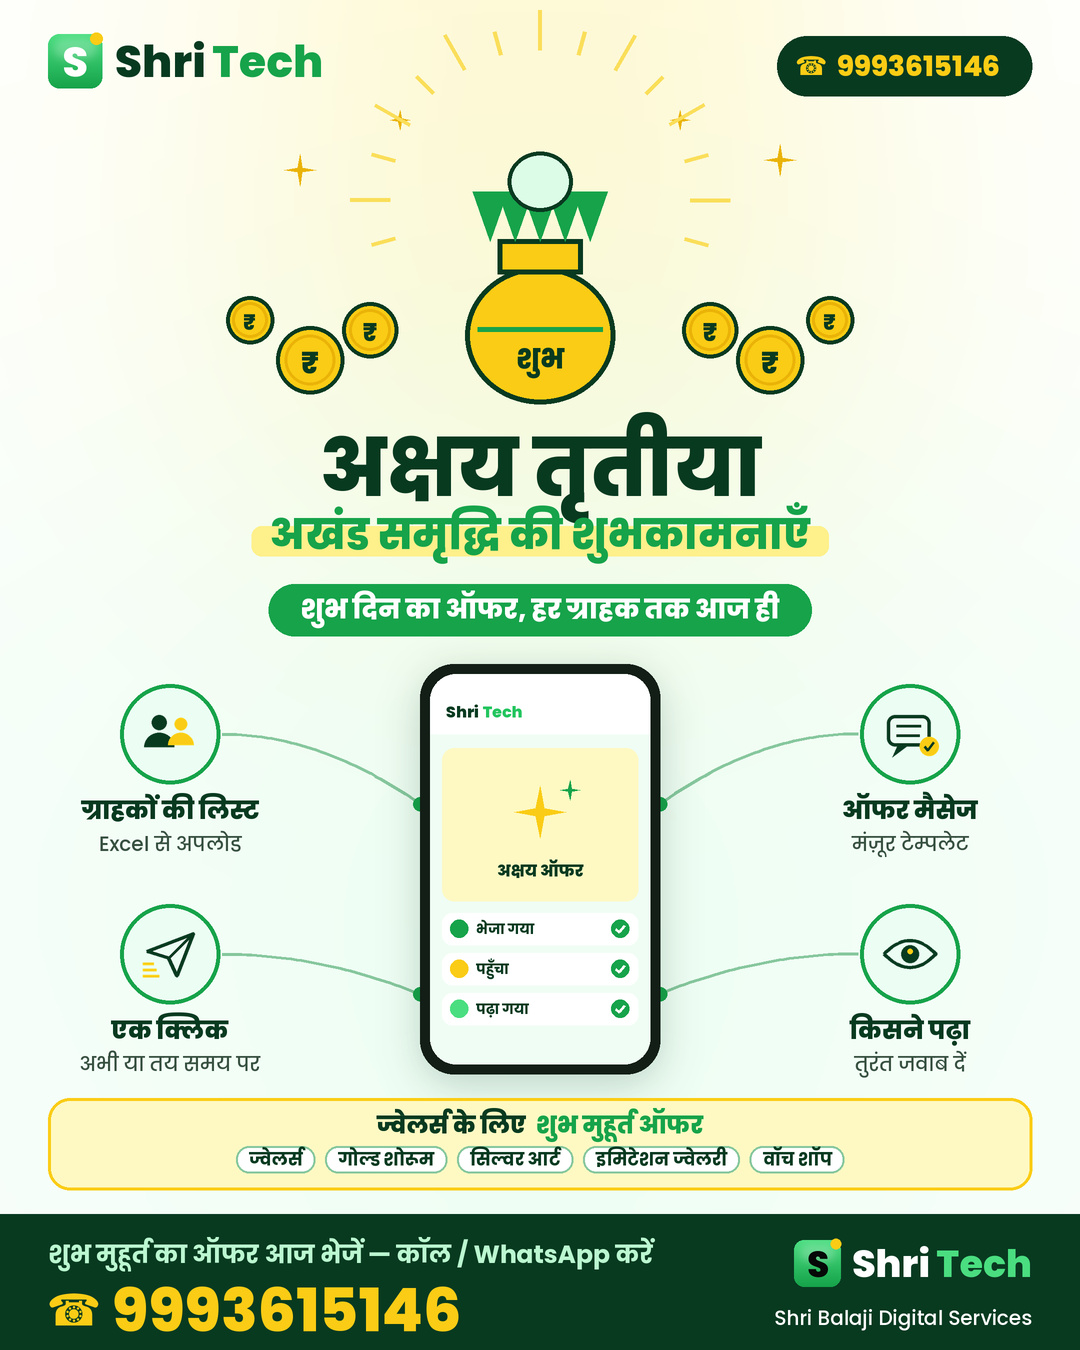 S Shri Tech
☎ 9993615146
₹ ₹ ₹
₹ ₹ ₹
शुभ
अक्षय तृतीया
अखंड समृद्धि की शुभकामनाएँ
शुभ दिन का ऑफर, हर ग्राहक तक आज ही
Shri Tech
अक्षय ऑफर
भेजा गया
पहुँचा
पढ़ा गया
ग्राहकों की लिस्ट
Excel से अपलोड
ऑफर मैसेज
मंज़ूर टेम्पलेट
एक क्लिक
अभी या तय समय पर
किसने पढ़ा
तुरंत जवाब दें
ज्वेलर्स के लिए शुभ मुहूर्त ऑफर
ज्वेलर्स गोल्ड शोरूम सिल्वर आर्ट इमिटेशन ज्वेलरी वॉच शॉप
शुभ मुहूर्त का ऑफर आज भेजें — कॉल / WhatsApp करें
☎ 9993615146
S Shri Tech
Shri Balaji Digital Services